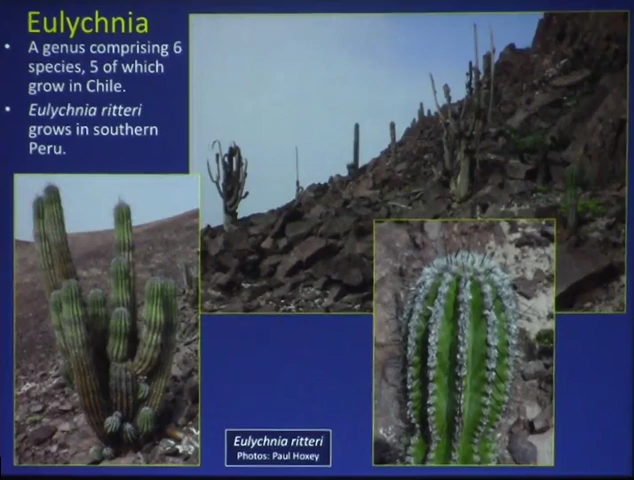 Eulychnia
• A genus comprising 6
species, 5 of which
grow in Chile.
• Eulychnia ritteri
grows in southern
Peru.
Eulychnia ritteri
Photos: Paul Hoxey